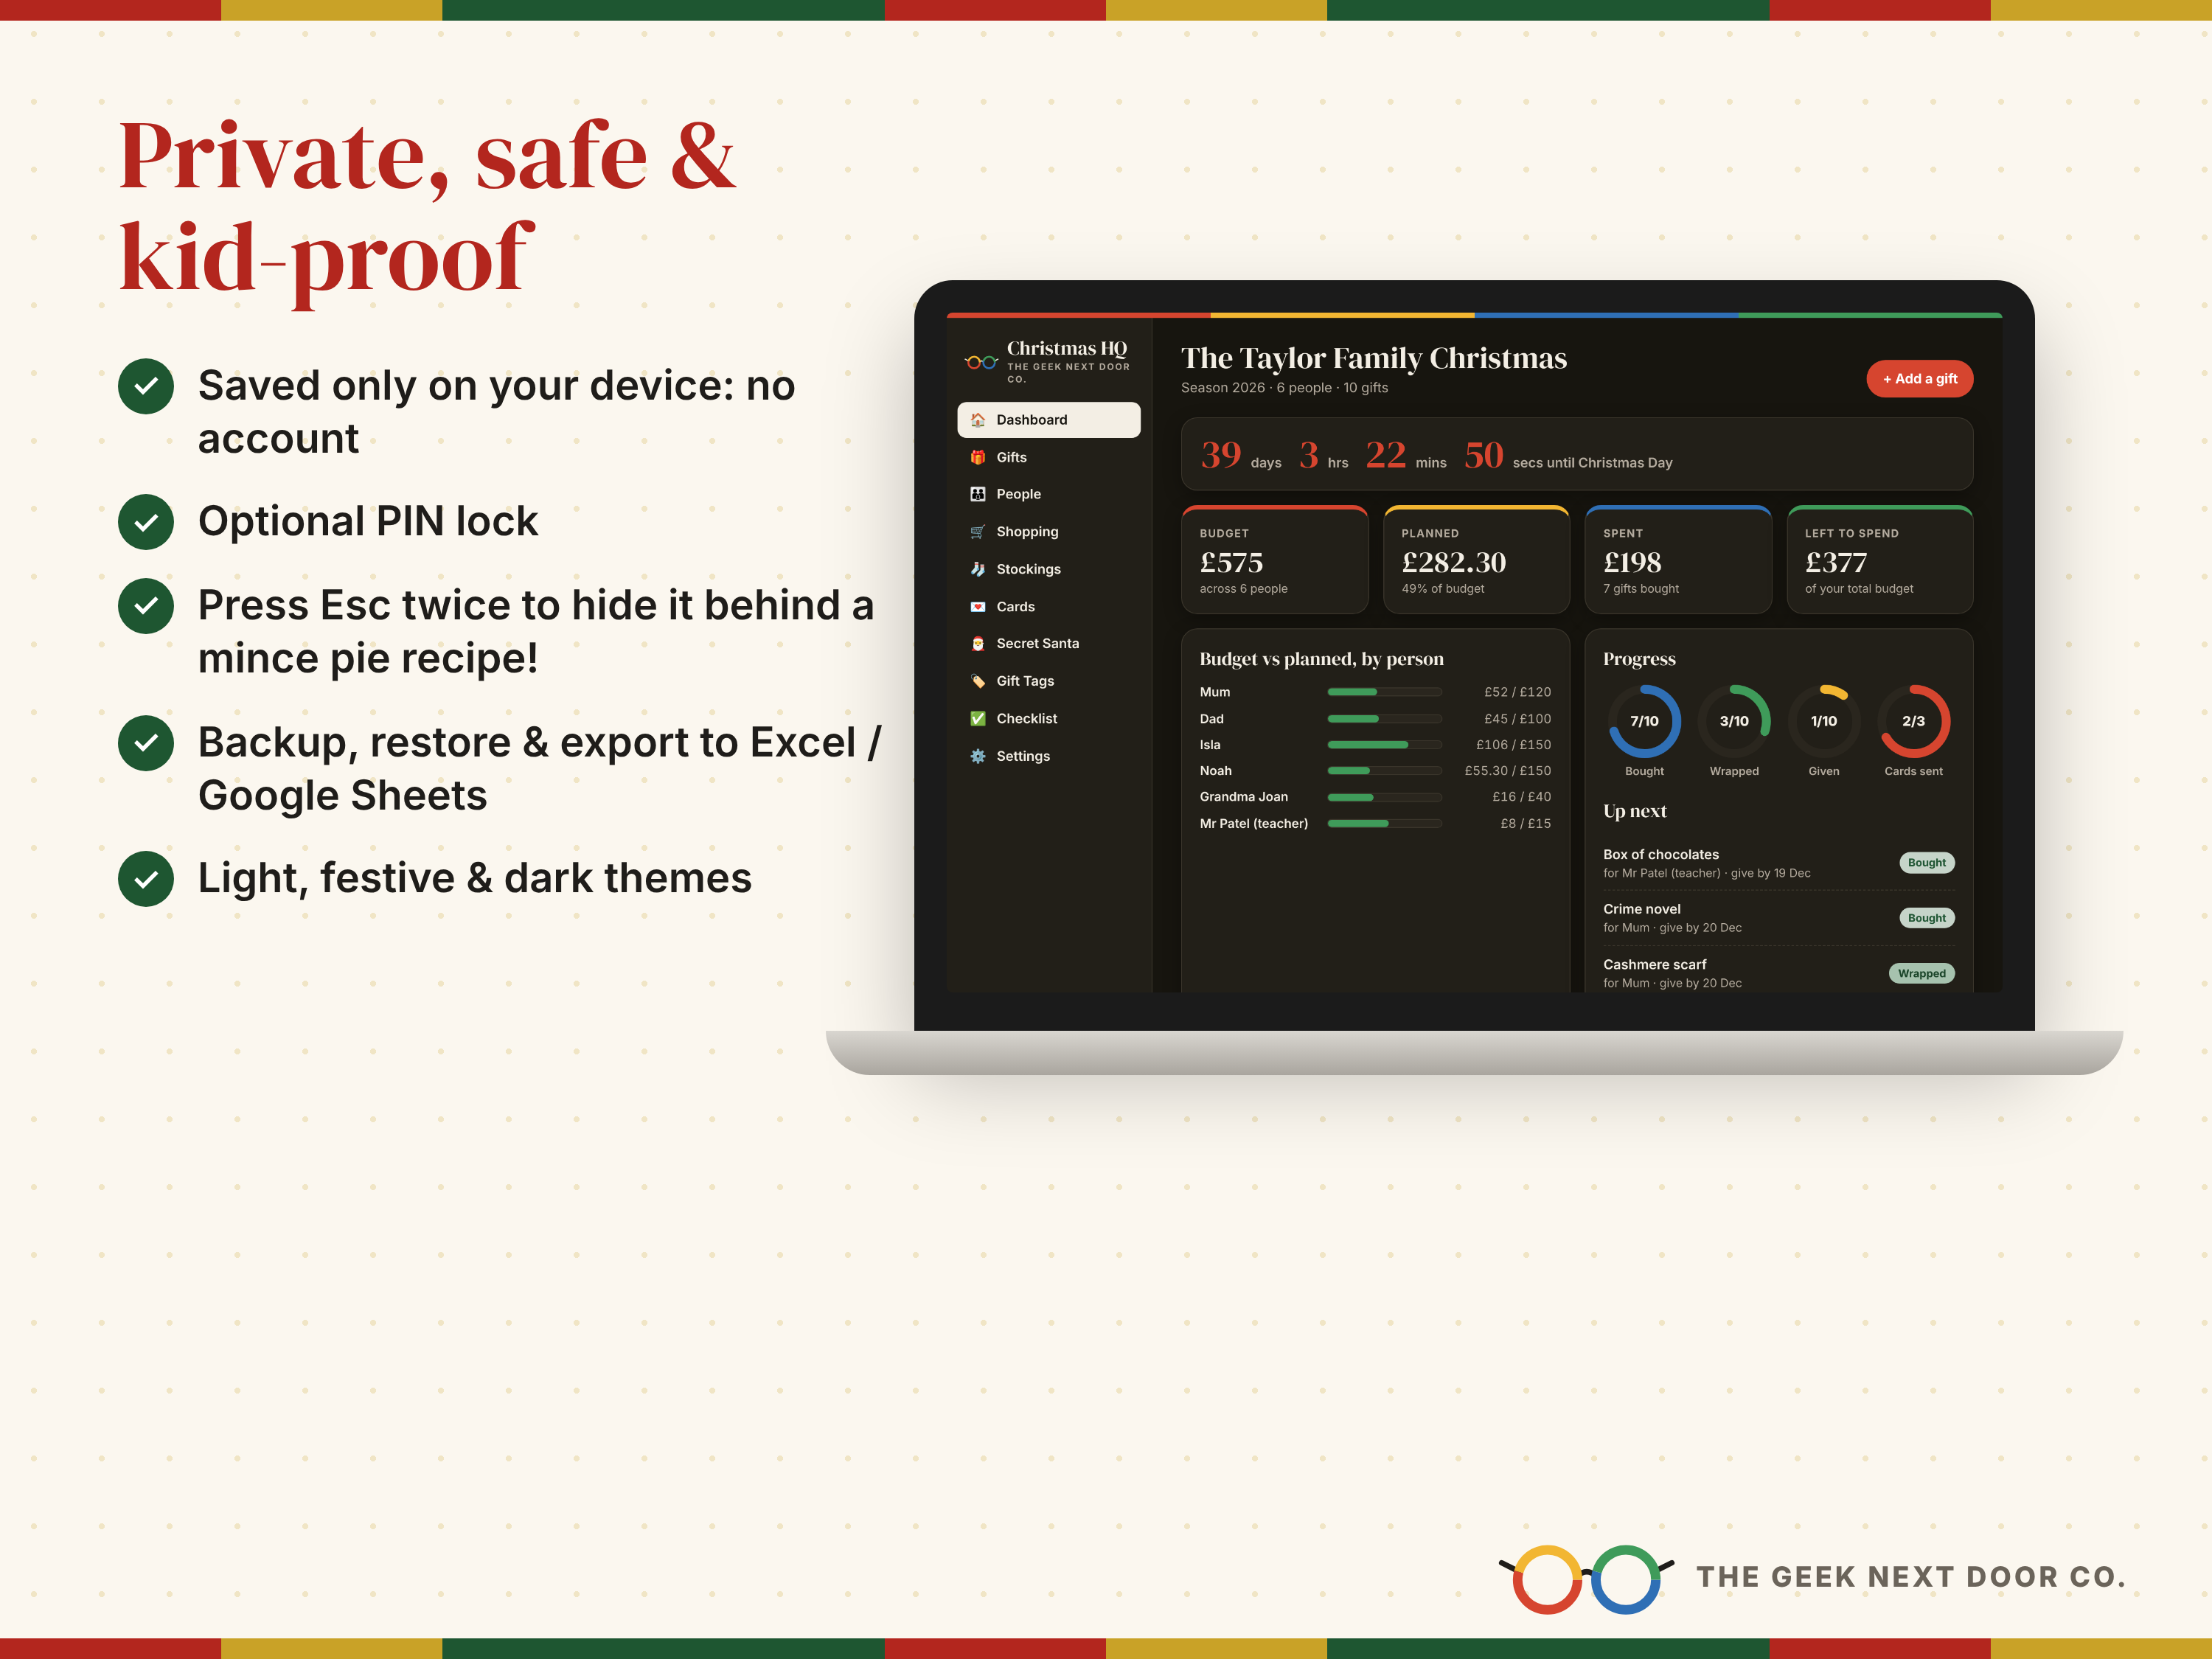 Private, safe &
kid-proof
Saved only on your device: no
account
Optional PIN lock
Press Esc twice to hide it behind a
mince pie recipe!
Backup, restore & export to Excel /
Google Sheets
Light, festive & dark themes
Christmas HQ
THE GEEK NEXT DOOR
CO.
Dashboard
Gifts
People
Shopping
Stockings
Cards
Secret Santa
Gift Tags
Checklist
Settings
The Taylor Family Christmas
Season 2026 · 6 people · 10 gifts
+ Add a gift
39 days 3 hrs 22 mins 50 secs until Christmas Day
BUDGET
£575
across 6 people
PLANNED
£282.30
49% of budget
SPENT
£198
7 gifts bought
LEFT TO SPEND
£377
of your total budget
Budget vs planned, by person
Mum £52 / £120
Dad £45 / £100
Isla £106 / £150
Noah £55.30 / £150
Grandma Joan £16 / £40
Mr Patel (teacher) £8 / £15
Progress
7/10 3/10 1/10 2/3
Bought Wrapped Given Cards sent
Up next
Box of chocolates
for Mr Patel (teacher) · give by 19 Dec
Bought
Crime novel
for Mum · give by 20 Dec
Bought
Cashmere scarf
for Mum · give by 20 Dec
Wrapped
THE GEEK NEXT DOOR CO.